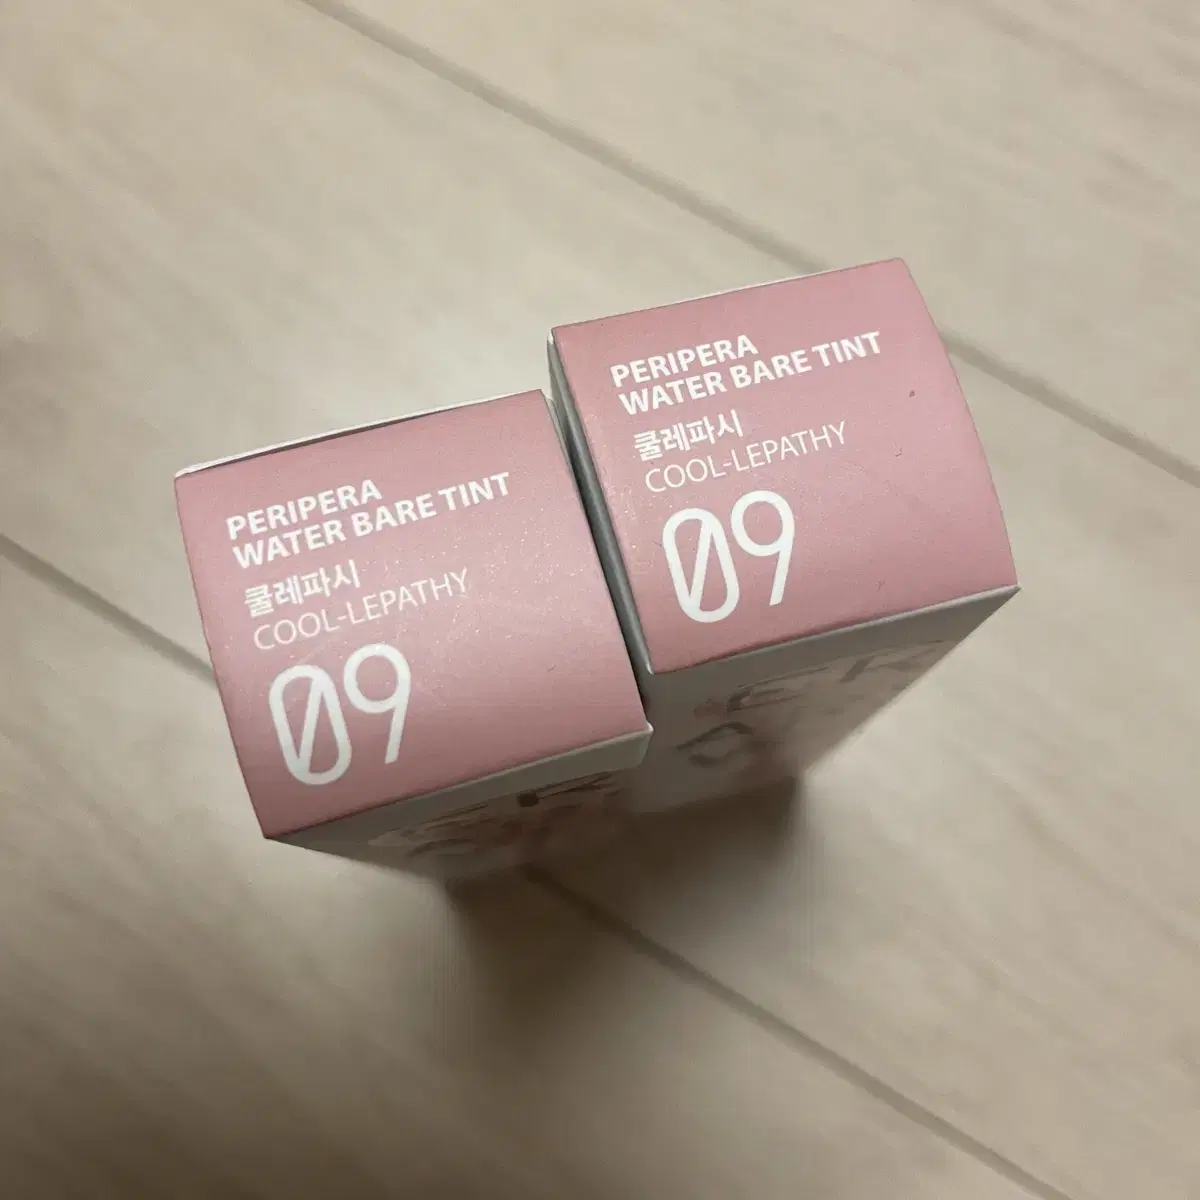 PERIPERA
WATER BARE TINT
쿨레파시
COOL-LEPATHY
09
PERIPERA
WATER BARE TINT
쿨레파시
COOL-LEPATHY
09